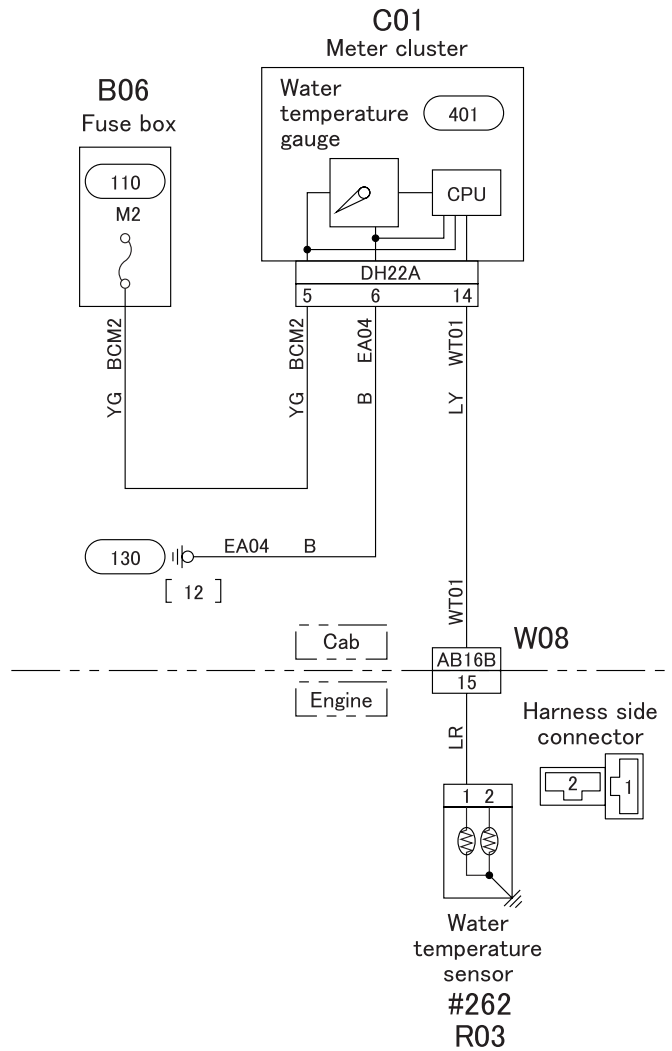 C01
Meter cluster
B06
Fuse box
Water
temperature
gauge
401
110
M2
CPU
DH22A
5 6 14
YG BCM2
YG BCM2
B EA04
LY WT01
130
EA04 B
[ 12 ]
WT01
Cab
W08
AB16B
15
Engine
LR
Harness side
connector
2 1
1 2
Water
temperature
sensor
#262
R03